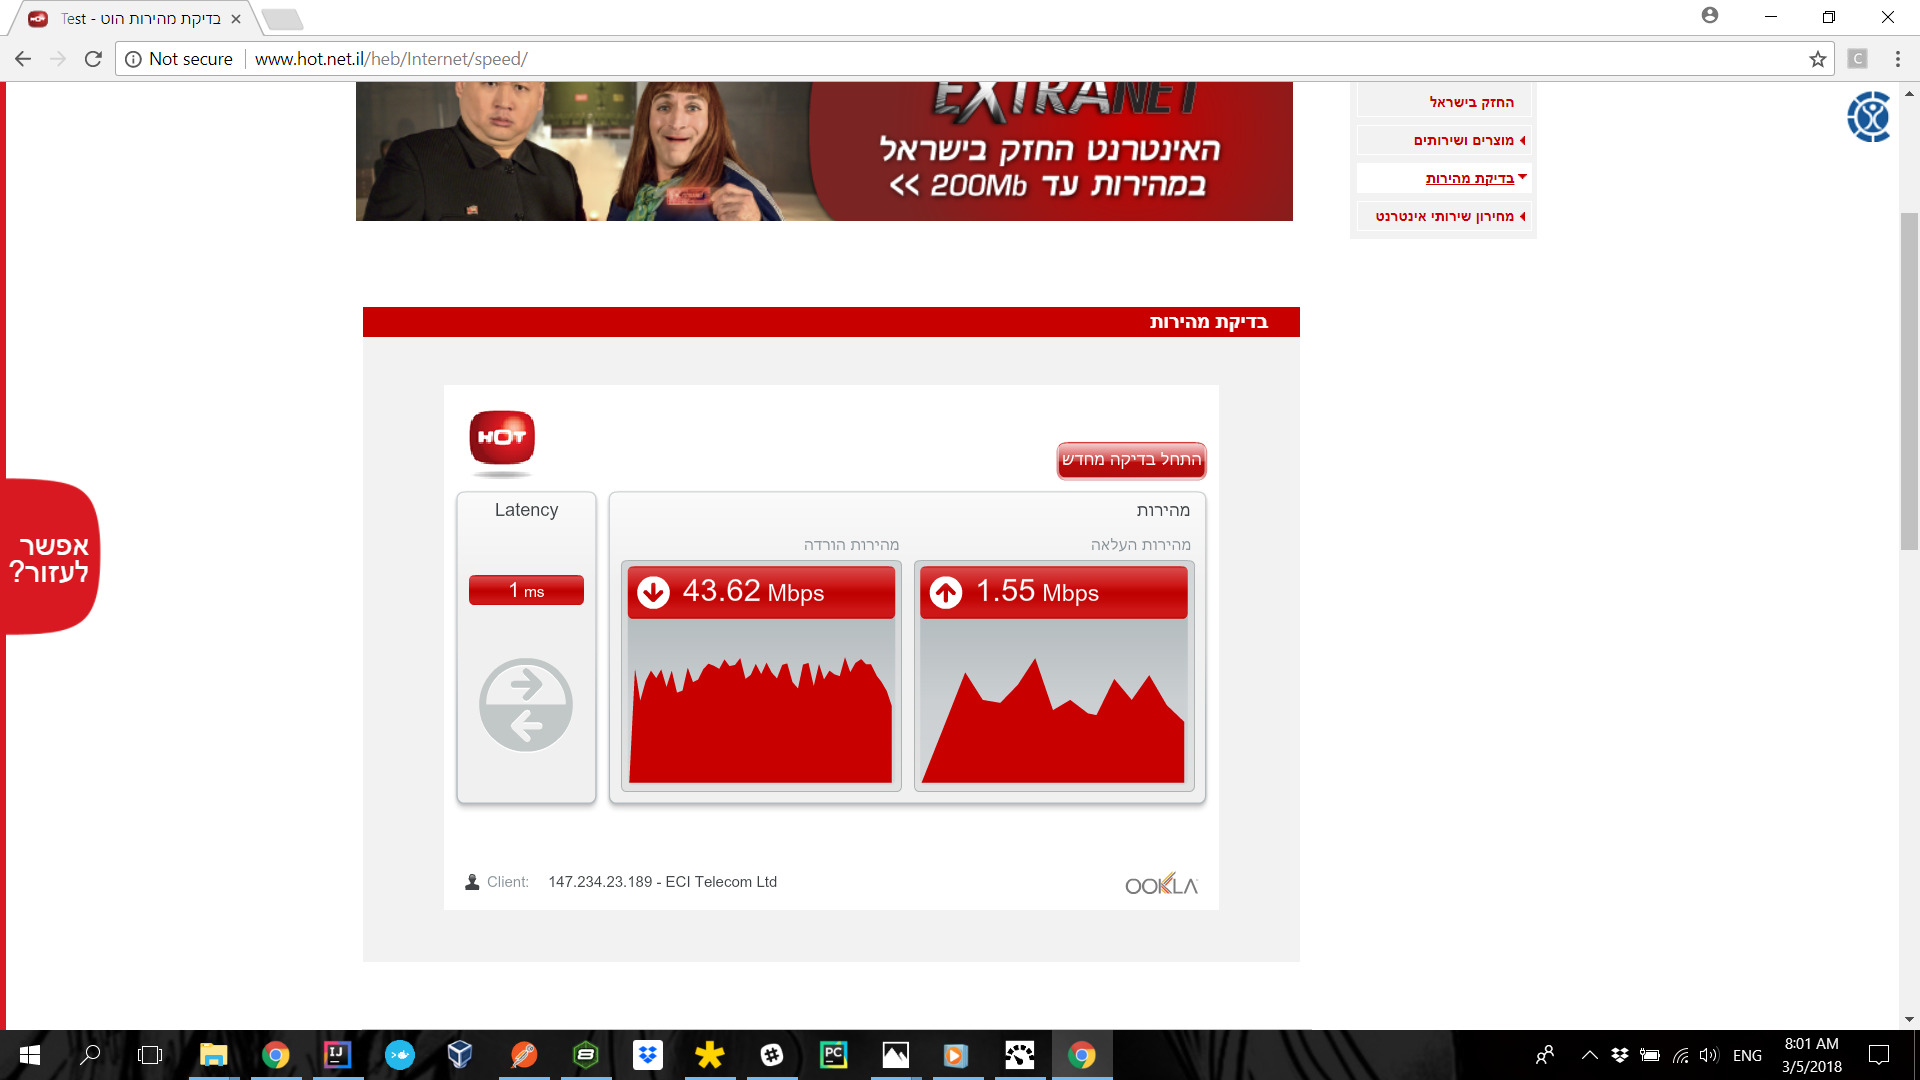 Test - בדיקת מהירות הוט
Not secure
www.hot.net.il/heb/Internet/speed/
EXTRANET
האינטרנט החזק בישראל
במהירות עד 200Mb >>
החזק בישראל
מוצרים ושירותים
בדיקת מהירות
מחירון שירותי אינטרנט
בדיקת מהירות
HOT
התחל בדיקה מחדש
Latency
מהירות
מהירות הורדה
מהירות העלאה
1 ms
43.62 Mbps
1.55 Mbps
אפשר
לעזור?
Client: 147.234.23.189 - ECI Telecom Ltd
OOKLA
ENG
8:01 AM
3/5/2018